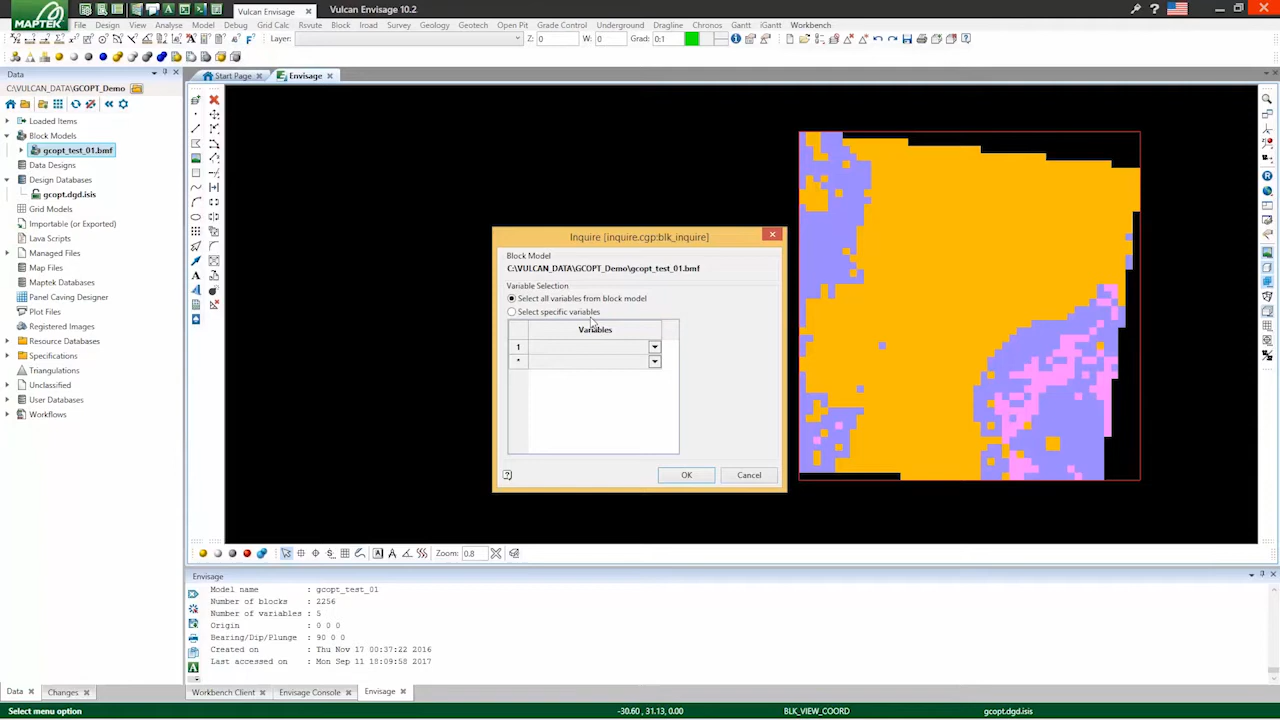 MAPTEK
Vulcan Envisage
Vulcan Envisage 10.2
File Design View Analyse Model Debug Grid Calc Rsvute Block Iroad Survey Geology Geotech Open Pit Grade Control Underground Dragline Chronos Gantt iGantt Workbench
Layer: Z: 0 W: 0 Grad: 0:1
Data
C:\VULCAN_DATA\GCOPT_Demo
Start Page
Envisage
Loaded Items
Block Models
gcopt_test_01.bmf
Data Designs
Design Databases
gcopt.dgd.isis
Grid Models
Importable (or Exported)
Lava Scripts
Managed Files
Map Files
Maptek Databases
Panel Caving Designer
Plot Files
Registered Images
Resource Databases
Specifications
Triangulations
Unclassified
User Databases
Workflows
Inquire [inquire.cgp:blk_inquire]
Block Model
C:\VULCAN_DATA\GCOPT_Demo\gcopt_test_01.bmf
Variable Selection
Select all variables from block model
Select specific variables
Variables
1
*
OK
Cancel
Zoom: 0.8
Envisage
Model name : gcopt_test_01
Number of blocks : 2256
Number of variables : 5
Origin : 0 0 0
Bearing/Dip/Plunge : 90 0 0
Created on : Thu Nov 17 00:37:22 2016
Last accessed on : Mon Sep 11 18:09:58 2017
Data
Changes
Workbench Client
Envisage Console
Envisage
Select menu option
-30.60 , 31.13, 0.00
BLK_VIEW_COORD
gcopt.dgd.isis